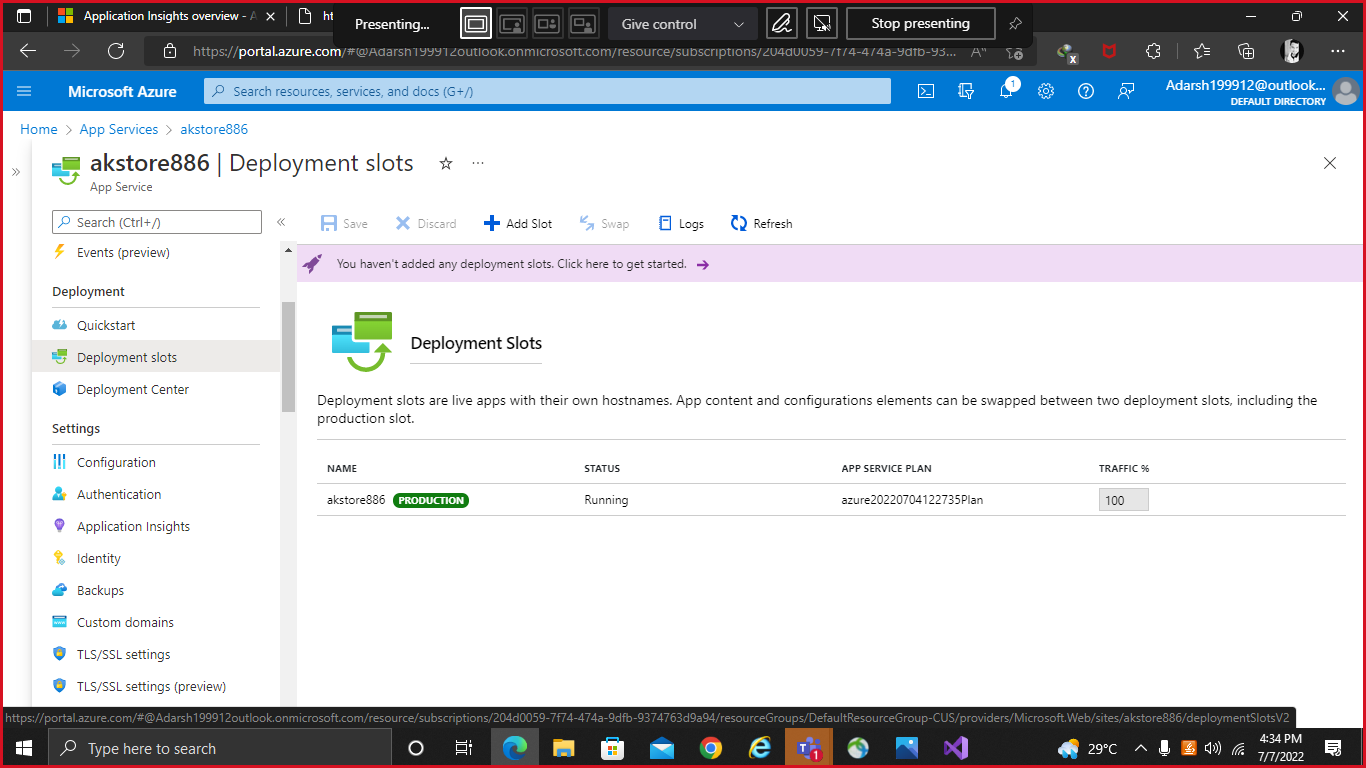 Application Insights overview - A
ht
Presenting...
Give control
Stop presenting
https://portal.azure.com/#@Adarsh199912outlook.onmicrosoft.com/resource/subscriptions/204d0059-7f74-474a-9dfb-93...
Microsoft Azure
Search resources, services, and docs (G+/)
1
Adarsh199912@outlook....
DEFAULT DIRECTORY
Home > App Services > akstore886
akstore886 | Deployment slots
App Service
Search (Ctrl+/)
Save
Discard
Add Slot
Swap
Logs
Refresh
Events (preview)
You haven't added any deployment slots. Click here to get started.
Deployment
Quickstart
Deployment slots
Deployment Center
Settings
Configuration
Authentication
Application Insights
Identity
Backups
Custom domains
TLS/SSL settings
TLS/SSL settings (preview)
Deployment Slots
Deployment slots are live apps with their own hostnames. App content and configurations elements can be swapped between two deployment slots, including the
production slot.
NAME STATUS APP SERVICE PLAN TRAFFIC %
akstore886 PRODUCTION Running azure20220704122735Plan 100
https://portal.azure.com/#@Adarsh199912outlook.onmicrosoft.com/resource/subscriptions/204d0059-7f74-474a-9dfb-9374763d9a94/resourceGroups/DefaultResourceGroup-CUS/providers/Microsoft.Web/sites/akstore886/deploymentSlotsV2
Type here to search
1
29°C
4:34 PM
7/7/2022